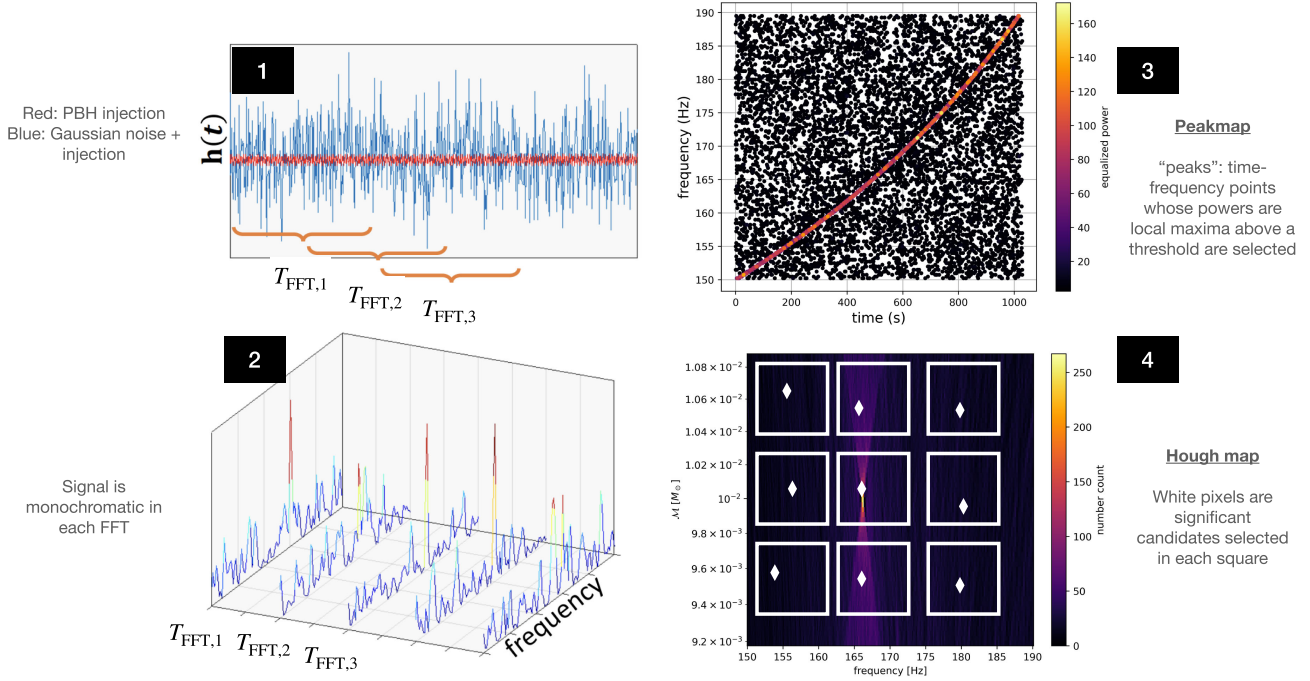 1
Red: PBH injection
Blue: Gaussian noise +
injection
h(t)
T_FFT,1
T_FFT,2
T_FFT,3
2
Signal is
monochromatic in
each FFT
T_FFT,1
T_FFT,2
T_FFT,3
frequency
190
185
180
175
170
165
160
155
150
frequency (Hz)
0 200 400 600 800 1000
time (s)
160
140
120
100
80
60
40
20
equalized power
3
Peakmap
“peaks”: time-
frequency points
whose powers are
local maxima above a
threshold are selected
1.08 × 10⁻²
1.06 × 10⁻²
1.04 × 10⁻²
1.02 × 10⁻²
10⁻²
9.8 × 10⁻³
9.6 × 10⁻³
9.4 × 10⁻³
9.2 × 10⁻³
ℳ [M⊙]
150 155 160 165 170 175 180 185 190
frequency [Hz]
250
200
150
100
50
0
number count
4
Hough map
White pixels are
significant
candidates selected
in each square